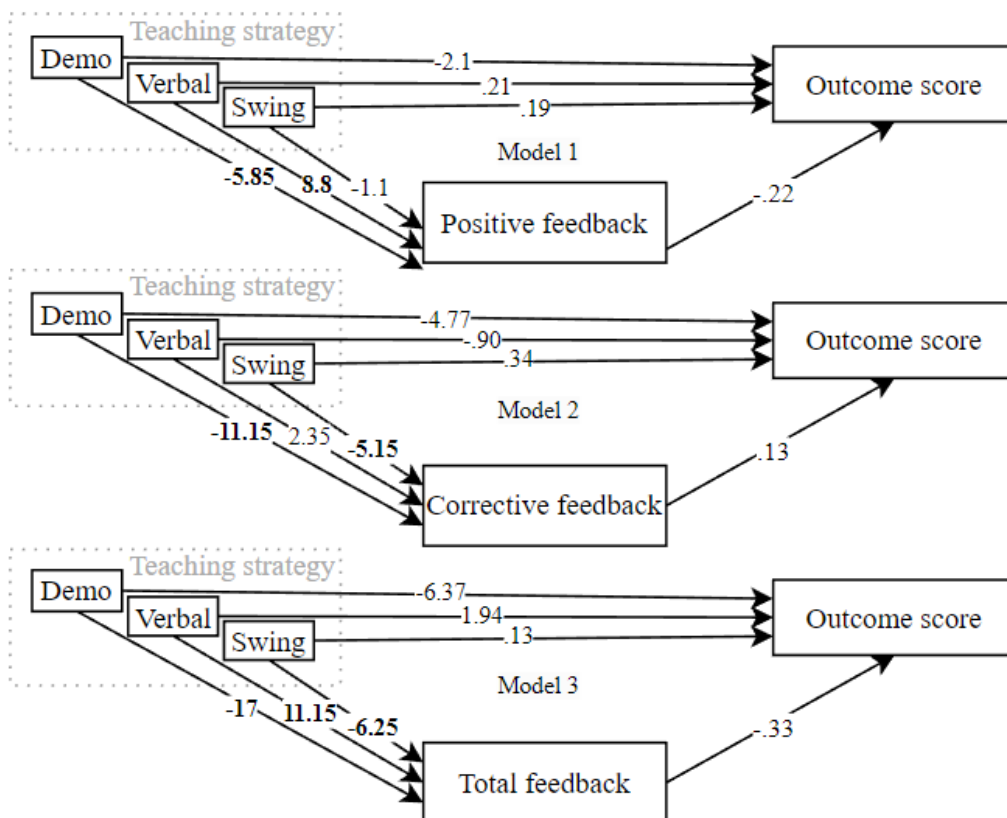 Teaching strategy
Demo
-2.1
Verbal
.21
Outcome score
Swing
.19
Model 1
-5.85
8.8
-1.1
-.22
Positive feedback
Teaching strategy
Demo
-4.77
Verbal
-.90
Outcome score
Swing
.34
Model 2
-11.15
2.35
-5.15
.13
Corrective feedback
Teaching strategy
Demo
-6.37
Verbal
1.94
Outcome score
Swing
.13
Model 3
-17
11.15
-6.25
-.33
Total feedback